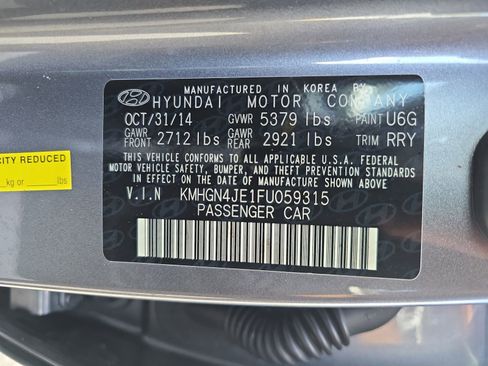 MANUFACTURED IN KOREA BY
HYUNDAI MOTOR COMPANY
OCT/31/14 GVWR 5379 lbs PAINT U6G
GAWR FRONT 2712 lbs GAWR REAR 2921 lbs TRIM RRY
THIS VEHICLE CONFORMS TO ALL APPLICABLE U.S.A. FEDERAL
MOTOR VEHICLE SAFETY, BUMPER, AND THEFT PREVENTION STANDARDS
IN EFFECT ON THE DATE OF MANUFACTURE SHOWN ABOVE.
V.I.N KMHGN4JE1FU059315
PASSENGER CAR
CITY REDUCED
kg or lbs